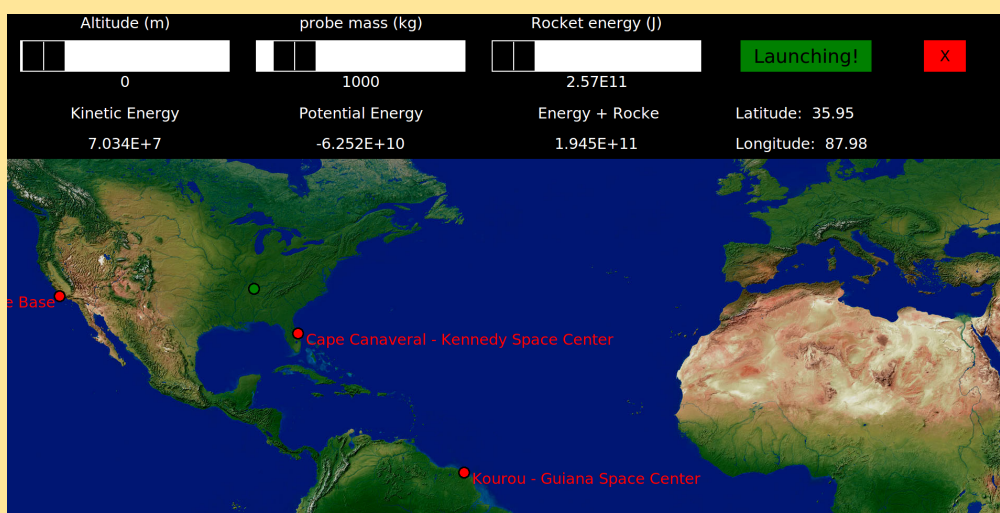 Altitude (m) probe mass (kg) Rocket energy (J)
Launching! X
0 1000 2.57E11
Kinetic Energy Potential Energy Energy + Rocke Latitude: 35.95
7.034E+7 -6.252E+10 1.945E+11 Longitude: 87.98
e Base
Cape Canaveral - Kennedy Space Center
Kourou - Guiana Space Center